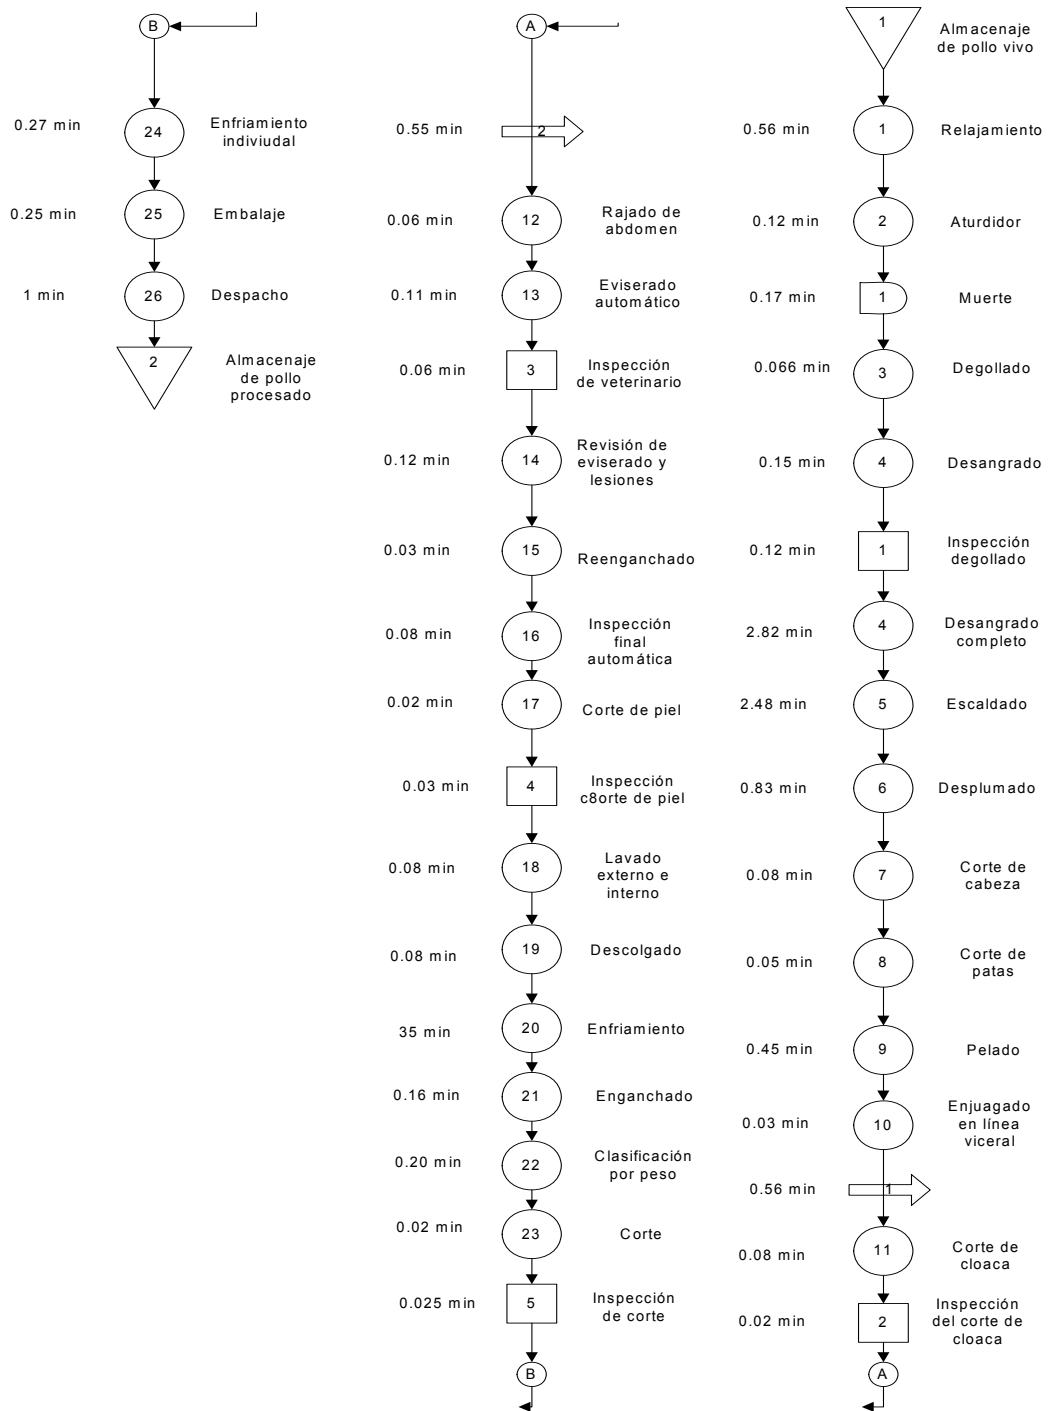 B
0.27 min
24
Enfriamiento
indiviudal
0.25 min
25
Embalaje
1 min
26
Despacho
2
Almacenaje
de pollo
procesado
A
0.55 min
2
0.06 min
12
Rajado de
abdomen
0.11 min
13
Eviserado
automático
0.06 min
3
Inspección
de veterinario
0.12 min
14
Revisión de
eviserado y
lesiones
0.03 min
15
Reenganchado
0.08 min
16
Inspección
final
automática
0.02 min
17
Corte de piel
0.03 min
4
Inspección
c8orte de piel
0.08 min
18
Lavado
externo e
interno
0.08 min
19
Descolgado
35 min
20
Enfriamiento
0.16 min
21
Enganchado
0.20 min
22
Clasificación
por peso
0.02 min
23
Corte
0.025 min
5
Inspección
de corte
B
1
Almacenaje
de pollo vivo
0.56 min
1
Relajamiento
0.12 min
2
Aturdidor
0.17 min
1
Muerte
0.066 min
3
Degollado
0.15 min
4
Desangrado
0.12 min
1
Inspección
degollado
2.82 min
4
Desangrado
completo
2.48 min
5
Escaldado
0.83 min
6
Desplumado
0.08 min
7
Corte de
cabeza
0.05 min
8
Corte de
patas
0.45 min
9
Pelado
0.03 min
10
Enjuagado
en línea
viceral
0.56 min
1
0.08 min
11
Corte de
cloaca
0.02 min
2
Inspección
del corte de
cloaca
A